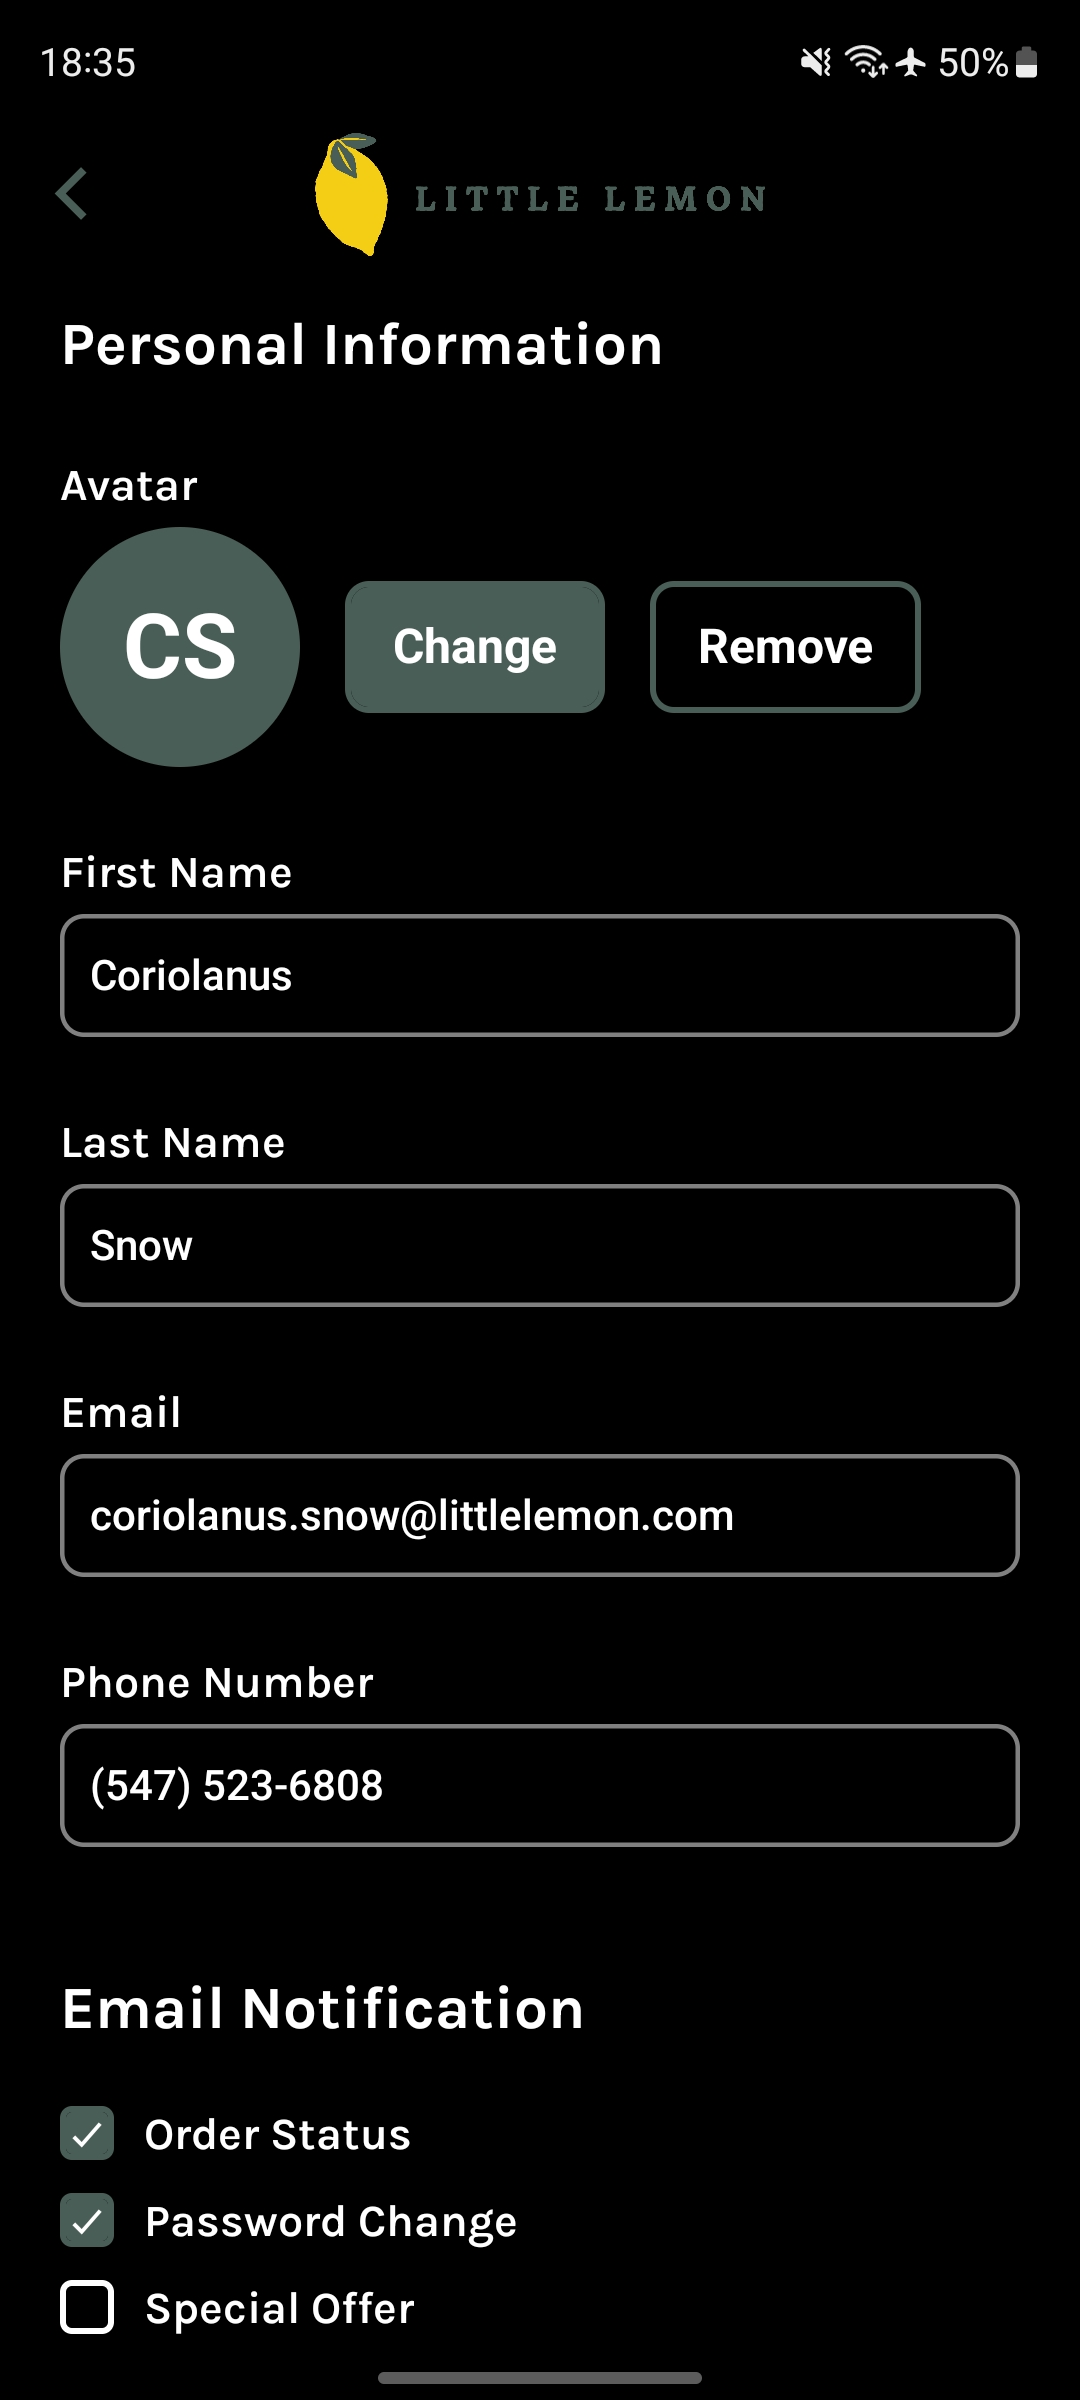 18:35
50%
LITTLE LEMON
Personal Information
Avatar
CS
Change
Remove
First Name
Coriolanus
Last Name
Snow
Email
coriolanus.snow@littlelemon.com
Phone Number
(547) 523-6808
Email Notification
Order Status
Password Change
Special Offer